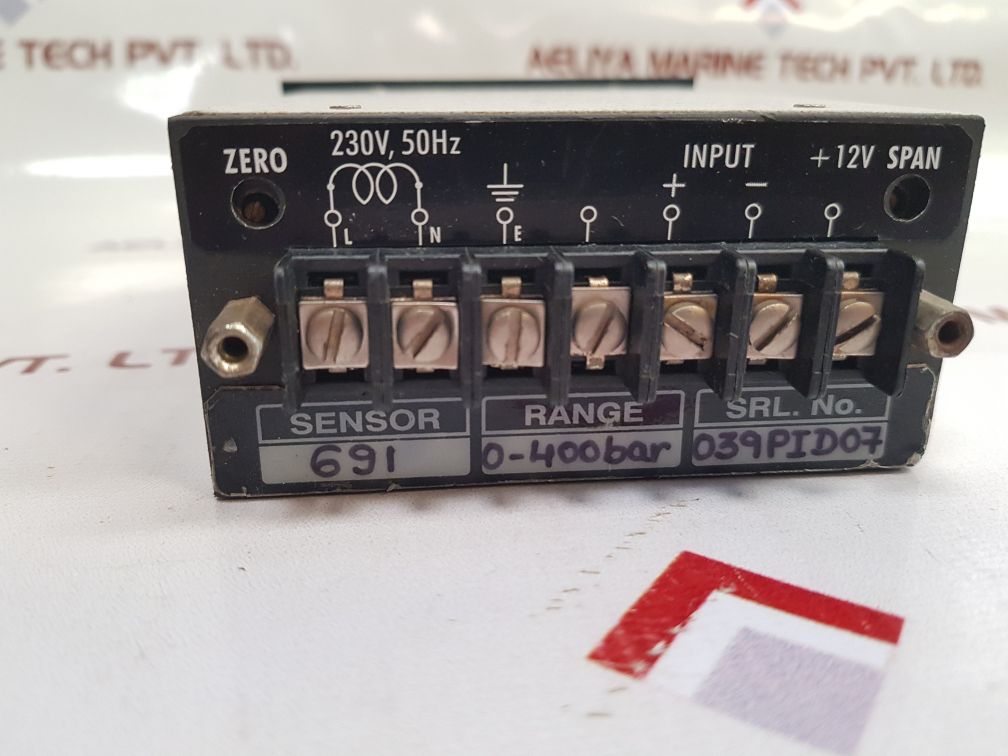 TECH PVT. LTD.
AELIYA MARINE TECH PVT. LTD.
ZERO
230V, 50Hz
INPUT
+12V SPAN
+
−
L
N
E
SENSOR
RANGE
SRL. No.
691
0-400bar
039PID07